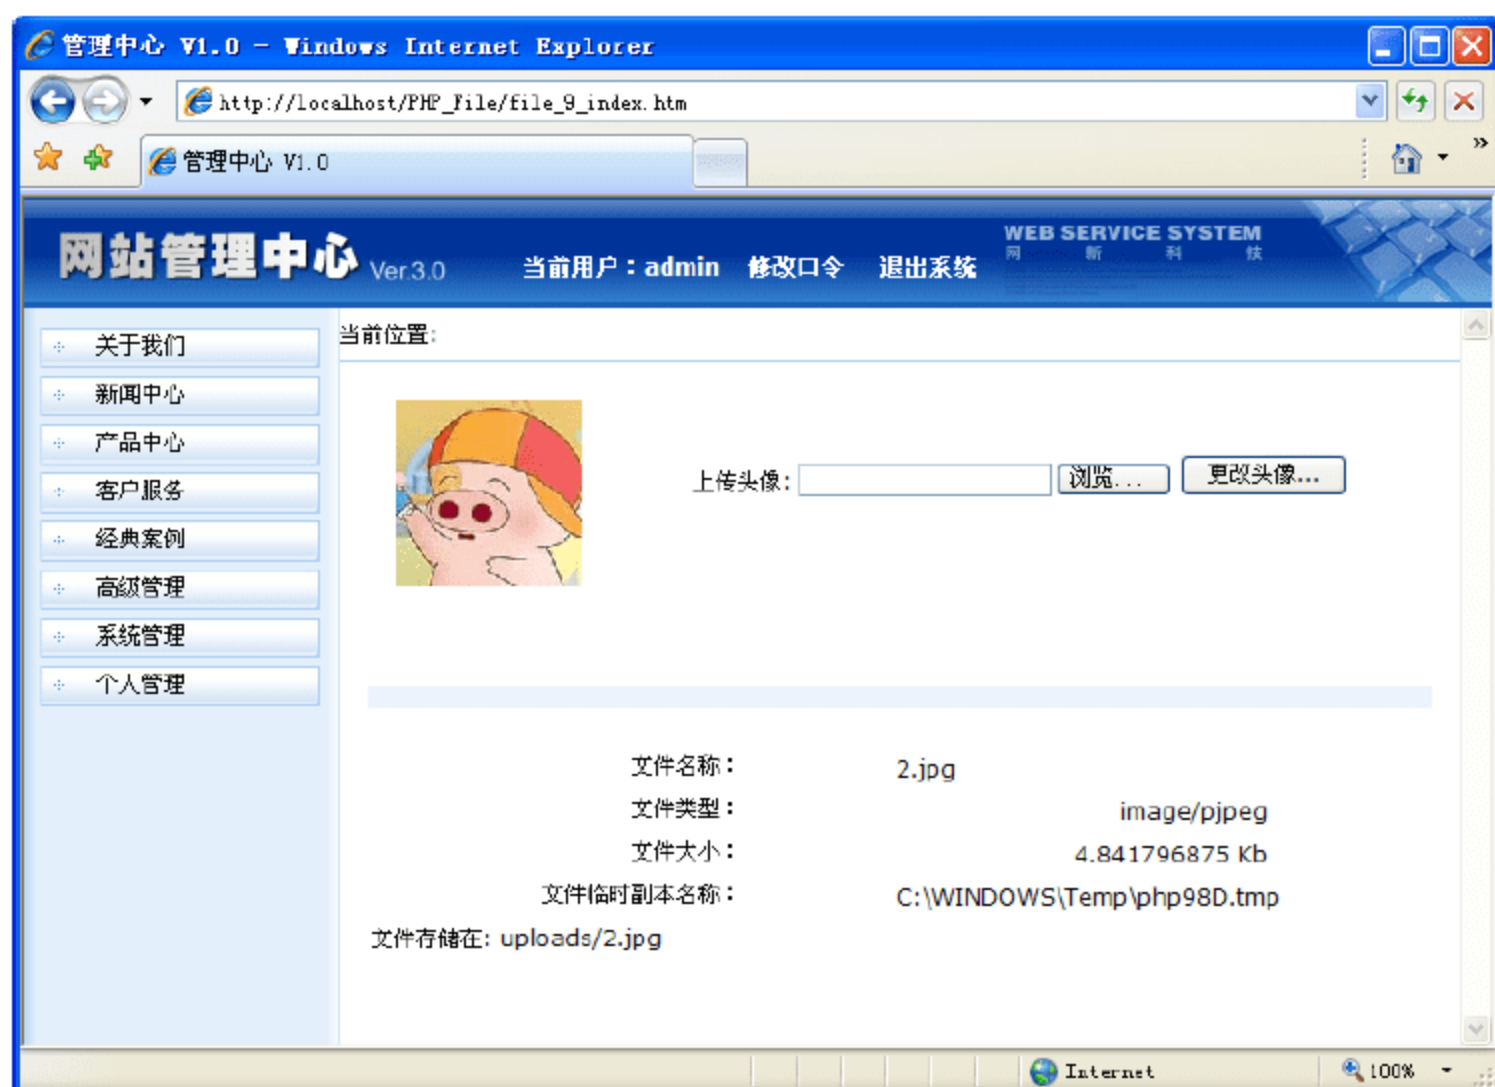 管理中心 V1.0 - Windows Internet Explorer
http://localhost/PHP_File/file_9_index.htm
管理中心 V1.0
»
网站管理中心 Ver.3.0
当前用户：admin 修改口令 退出系统
WEB SERVICE SYSTEM
网 新 科 技
关于我们
新闻中心
产品中心
客户服务
经典案例
高级管理
系统管理
个人管理
当前位置:
上传头像: 浏览... 更改头像...
文件名称： 2.jpg
文件类型： image/pjpeg
文件大小： 4.841796875 Kb
文件临时副本名称： C:\WINDOWS\Temp\php98D.tmp
文件存储在: uploads/2.jpg
Internet 100%